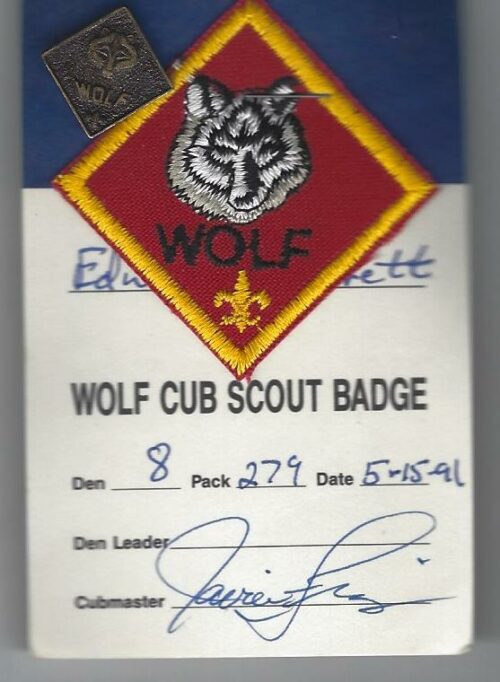 WOLF
WOLF
WOLF CUB SCOUT BADGE
Den 8 Pack 279 Date 5-15-91
Den Leader
Cubmaster